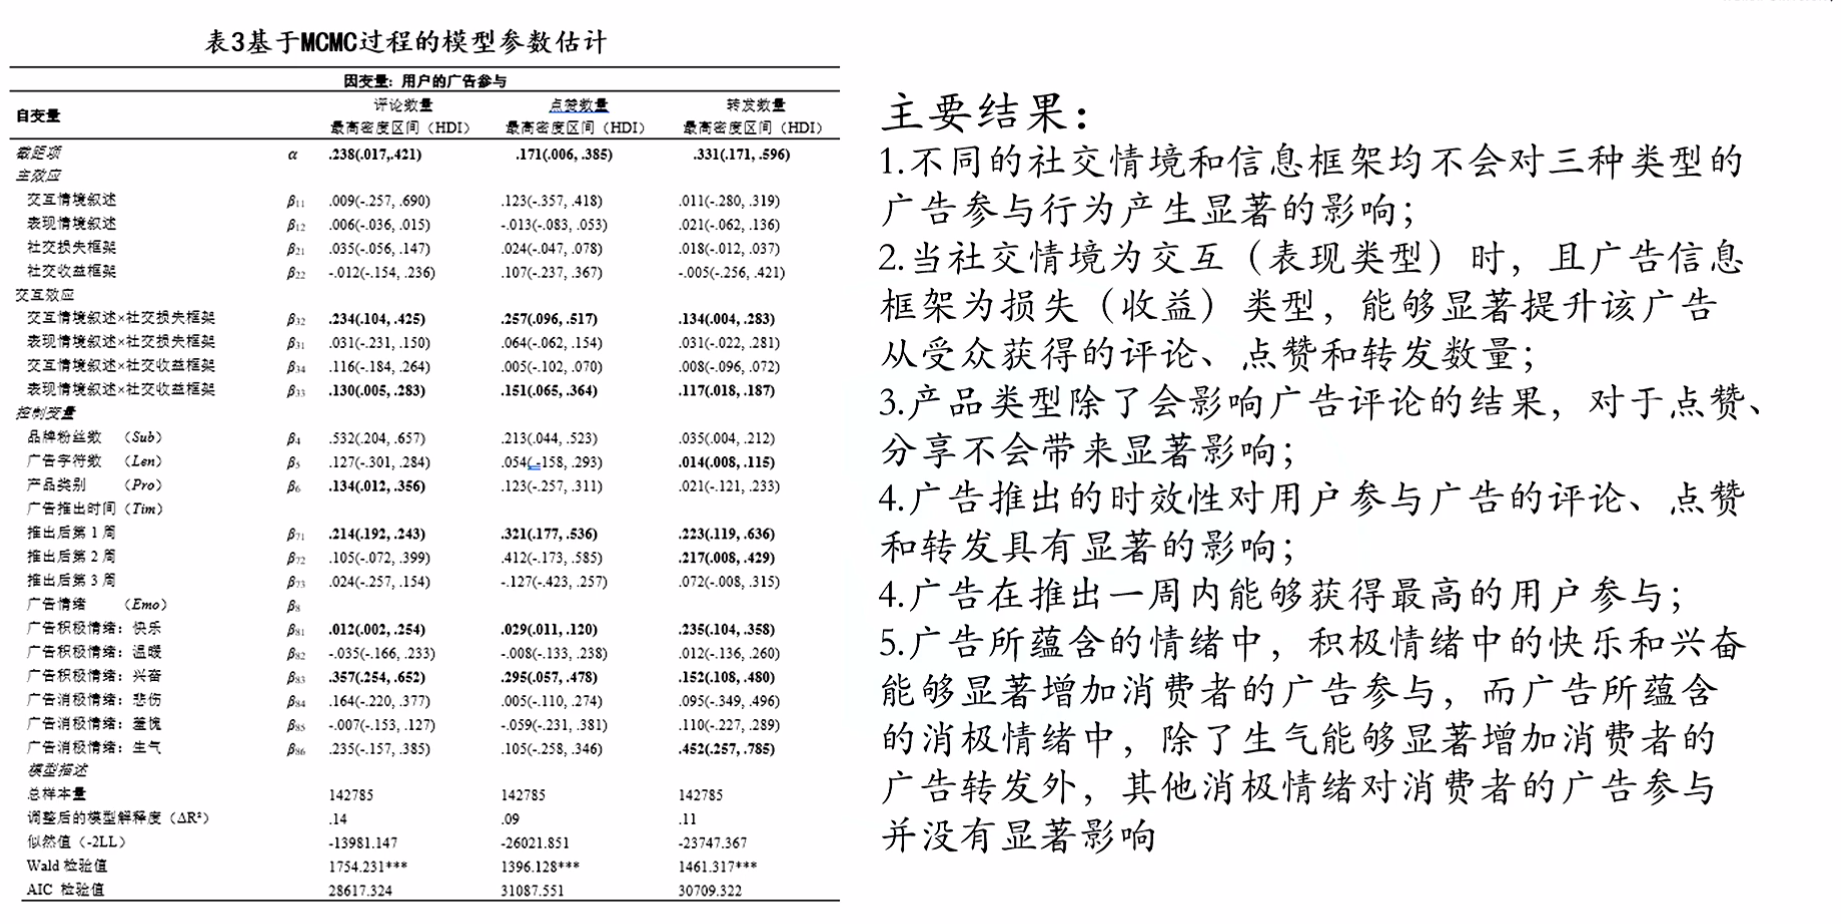 表3基于MCMC过程的模型参数估计
因变量：用户的广告参与
自变量 评论数量 点赞数量 转发数量
最高密度区间（HDI） 最高密度区间（HDI） 最高密度区间（HDI）
截距项 α .238(.017,.421) .171(.006, .385) .331(.171, .596)
主效应
交互情境叙述 β11 .009(-.257, .690) .123(-.357, .418) .011(-.280, .319)
表现情境叙述 β12 .006(-.036, .015) -.013(-.083, .053) .021(-.062, .136)
社交损失框架 β21 .035(-.056, .147) .024(-.047, .078) .018(-.012, .037)
社交收益框架 β22 -.012(-.154, .236) .107(-.237, .367) -.005(-.256, .421)
交互效应
交互情境叙述×社交损失框架 β32 .234(.104, .425) .257(.096, .517) .134(.004, .283)
表现情境叙述×社交损失框架 β31 .031(-.231, .150) .064(-.062, .154) .031(-.022, .281)
交互情境叙述×社交收益框架 β34 .116(-.184, .264) .005(-.102, .070) .008(-.096, .072)
表现情境叙述×社交收益框架 β33 .130(.005, .283) .151(.065, .364) .117(.018, .187)
控制变量
品牌粉丝数 （Sub） β4 .532(.204, .657) .213(.044, .523) .035(.004, .212)
广告字符数 （Len） β5 .127(-.301, .284) .054(-.158, .293) .014(.008, .115)
产品类别 （Pro） β6 .134(.012, .356) .123(-.257, .311) .021(-.121, .233)
广告推出时间（Tim）
推出后第 1 周 β71 .214(.192, .243) .321(.177, .536) .223(.119, .636)
推出后第 2 周 β72 .105(-.072, .399) .412(-.173, .585) .217(.008, .429)
推出后第 3 周 β73 .024(-.257, .154) -.127(-.423, .257) .072(-.008, .315)
广告情绪 （Emo） β8
广告积极情绪：快乐 β81 .012(.002, .254) .029(.011, .120) .235(.104, .358)
广告积极情绪：温暖 β82 -.035(-.166, .233) -.008(-.133, .238) .012(-.136, .260)
广告积极情绪：兴奋 β83 .357(.254, .652) .295(.057, .478) .152(.108, .480)
广告消极情绪：悲伤 β84 .164(-.220, .377) .005(-.110, .274) .095(-.349, .496)
广告消极情绪：羞愧 β85 -.007(-.153, .127) -.059(-.231, .381) .110(-.227, .289)
广告消极情绪：生气 β86 .235(-.157, .385) .105(-.258, .346) .452(.257, .785)
模型描述
总样本量 142785 142785 142785
调整后的模型解释度（ΔR²） .14 .09 .11
似然值（-2LL） -13981.147 -26021.851 -23747.367
Wald 检验值 1754.231*** 1396.128*** 1461.317***
AIC 检验值 28617.324 31087.551 30709.322
主要结果：
1.不同的社交情境和信息框架均不会对三种类型的
广告参与行为产生显著的影响；
2.当社交情境为交互（表现类型）时，且广告信息
框架为损失（收益）类型，能够显著提升该广告
从受众获得的评论、点赞和转发数量；
3.产品类型除了会影响广告评论的结果，对于点赞、
分享不会带来显著影响；
4.广告推出的时效性对用户参与广告的评论、点赞
和转发具有显著的影响；
4.广告在推出一周内能够获得最高的用户参与；
5.广告所蕴含的情绪中，积极情绪中的快乐和兴奋
能够显著增加消费者的广告参与，而广告所蕴含
的消极情绪中，除了生气能够显著增加消费者的
广告转发外，其他消极情绪对消费者的广告参与
并没有显著影响